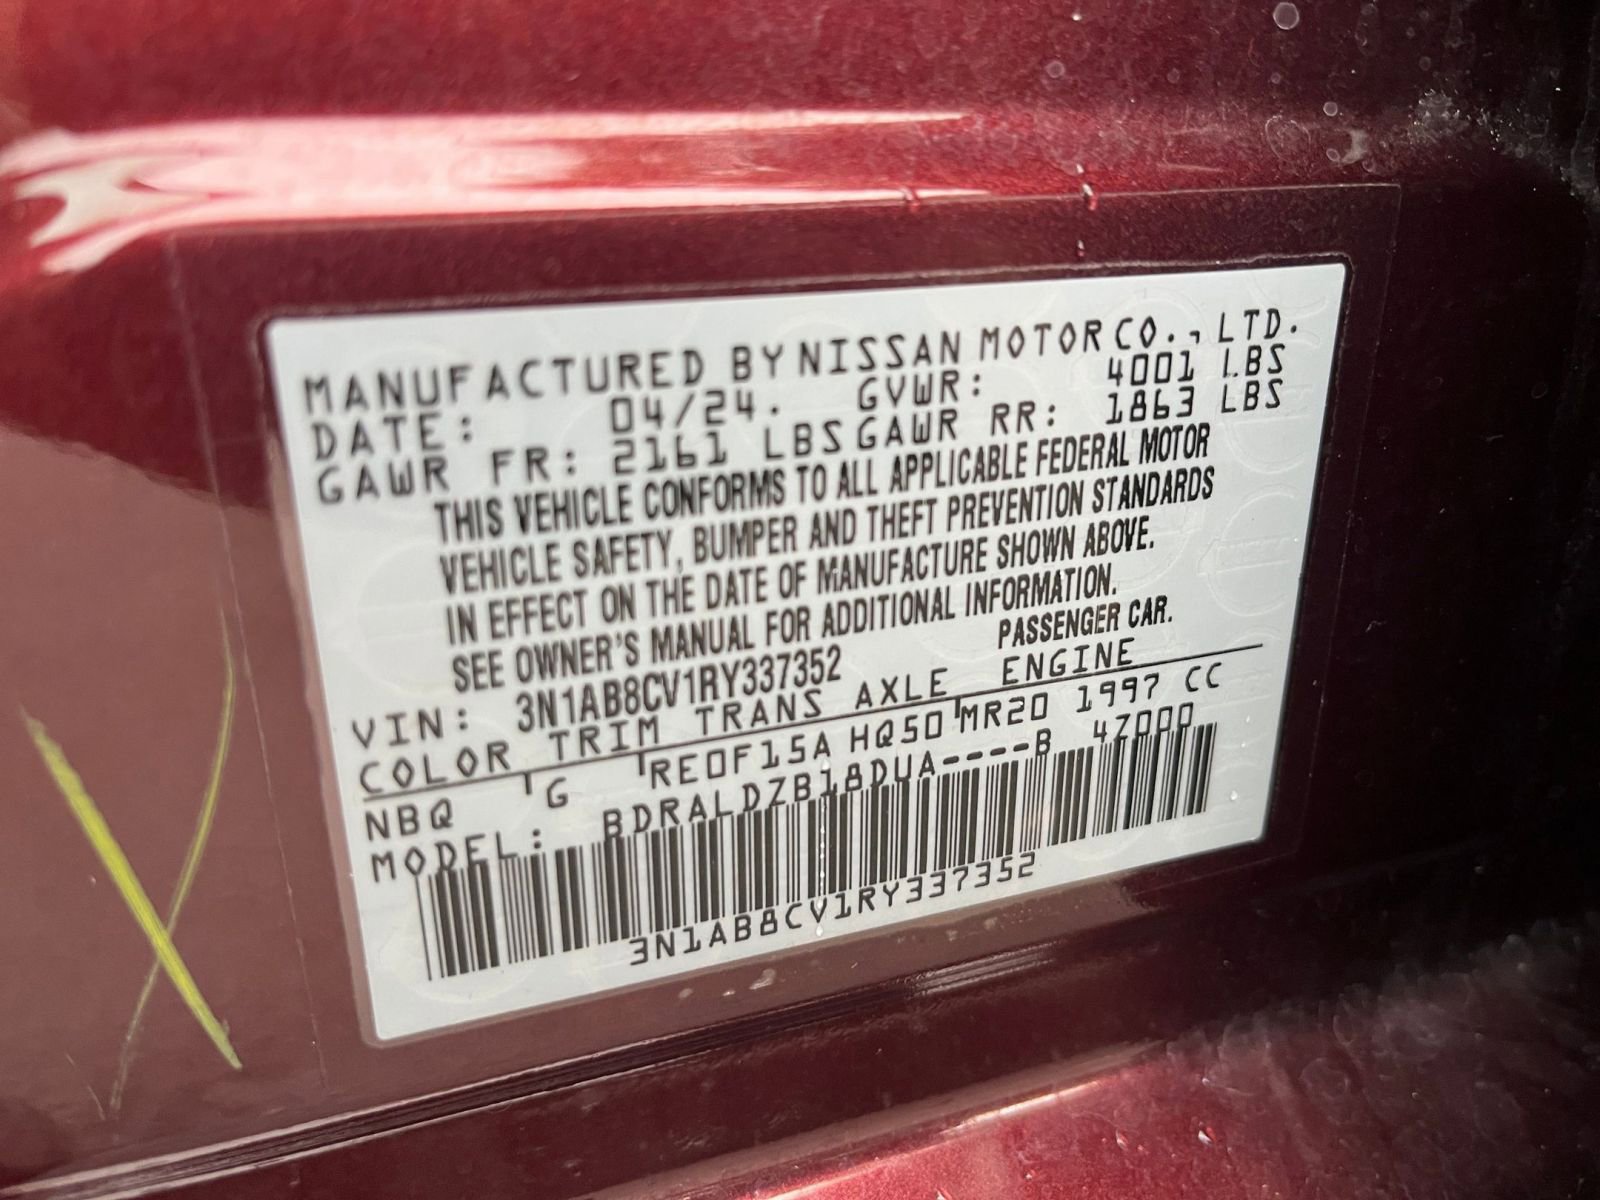 MANUFACTURED BY NISSAN MOTOR CO., LTD.
DATE: 04/24. GVWR: 4001 LBS
GAWR FR: 2161 LBS GAWR RR: 1863 LBS
THIS VEHICLE CONFORMS TO ALL APPLICABLE FEDERAL MOTOR
VEHICLE SAFETY, BUMPER AND THEFT PREVENTION STANDARDS
IN EFFECT ON THE DATE OF MANUFACTURE SHOWN ABOVE.
SEE OWNER'S MANUAL FOR ADDITIONAL INFORMATION.
PASSENGER CAR.
VIN: 3N1AB8CV1RY337352
COLOR TRIM TRANS AXLE ENGINE
NBQ G RE0F15A HQ50 MR20 1997 CC
MODEL: BDRALDZB18DUA----B 4Z000
3N1AB8CV1RY337352